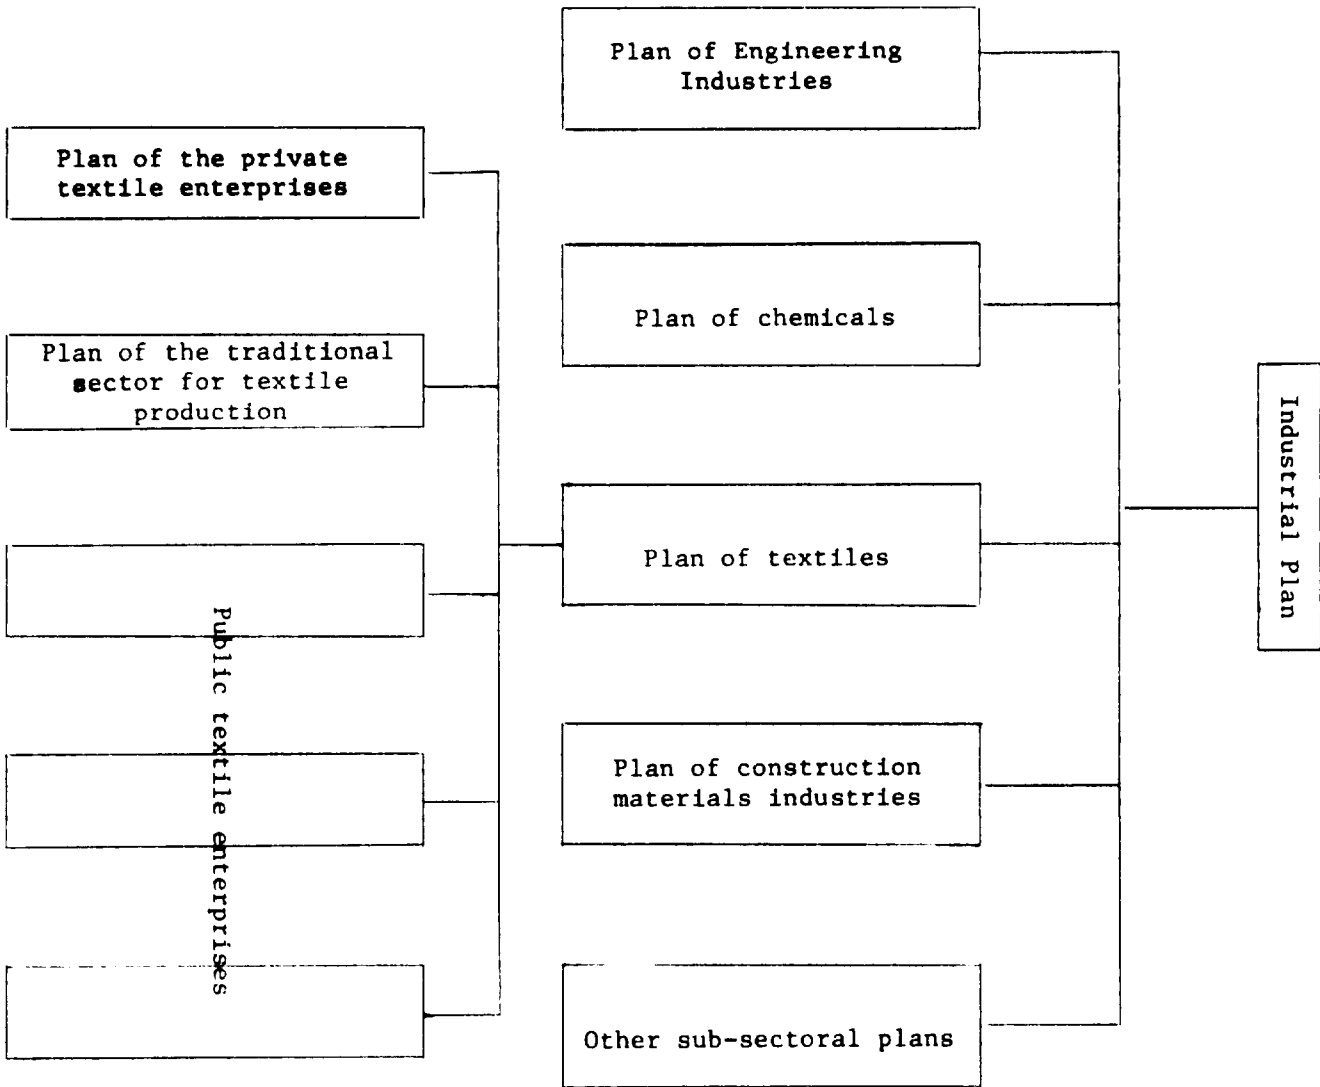 Plan of the private
textile enterprises
Plan of the traditional
sector for textile
production
Public textile enterprises
Plan of Engineering
Industries
Plan of chemicals
Plan of textiles
Plan of construction
materials industries
Other sub-sectoral plans
Industrial Plan